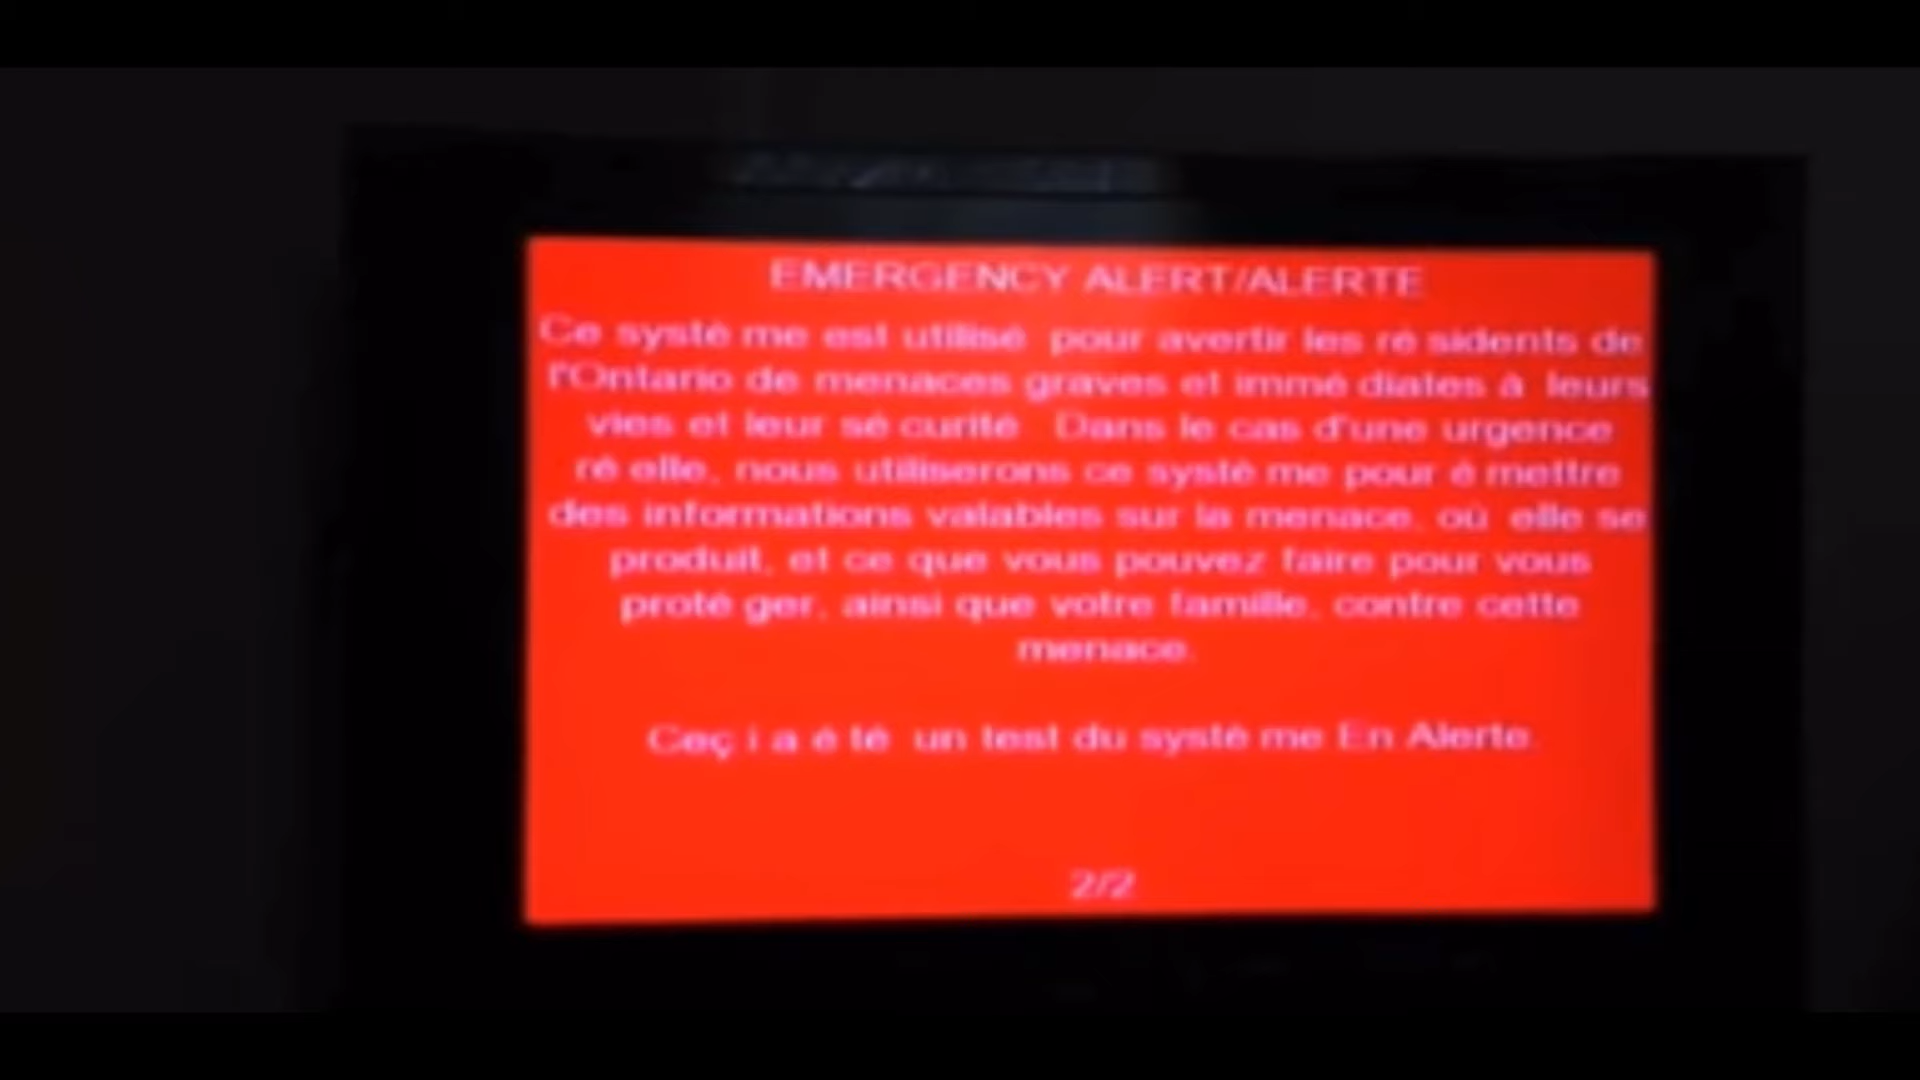 EMERGENCY ALERT/ALERTE
Ce systè me est utilisé  pour avertir les ré sidents de
l'Ontario de menaces graves et immé diates à  leurs
vies et leur sé curité   Dans le cas d'une urgence
ré elle, nous utiliserons ce systè me pour é mettre
des informations valables sur la menace, où  elle se
produit, et ce que vous pouvez faire pour vous
proté ger, ainsi que votre famille, contre cette
menace.
Ceç i a é té  un test du systè me En Alerte.
2/2